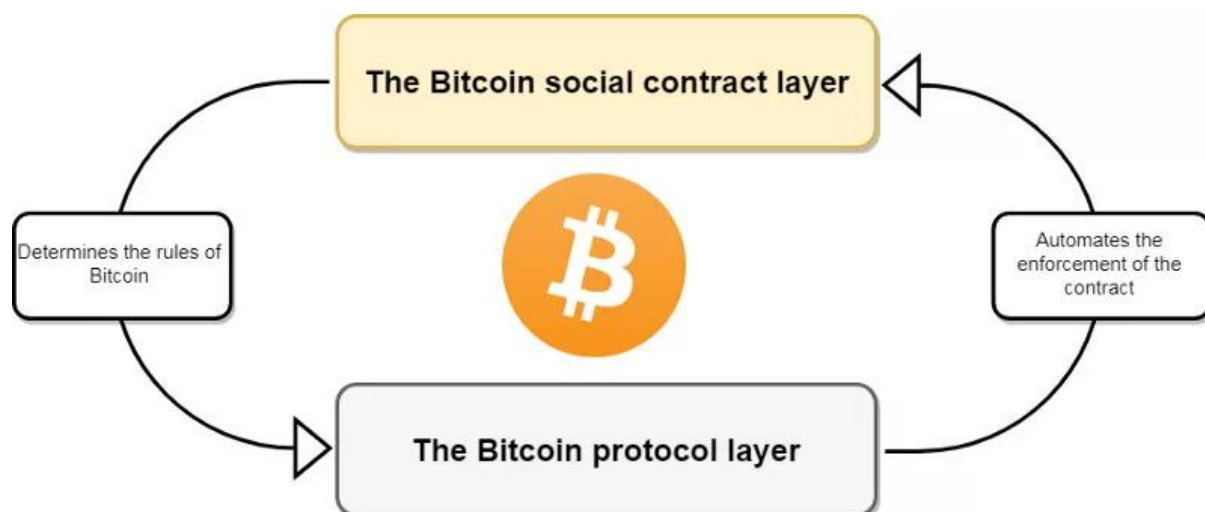 The Bitcoin social contract layer
Determines the rules of
Bitcoin
Automates the
enforcement of the
contract
The Bitcoin protocol layer